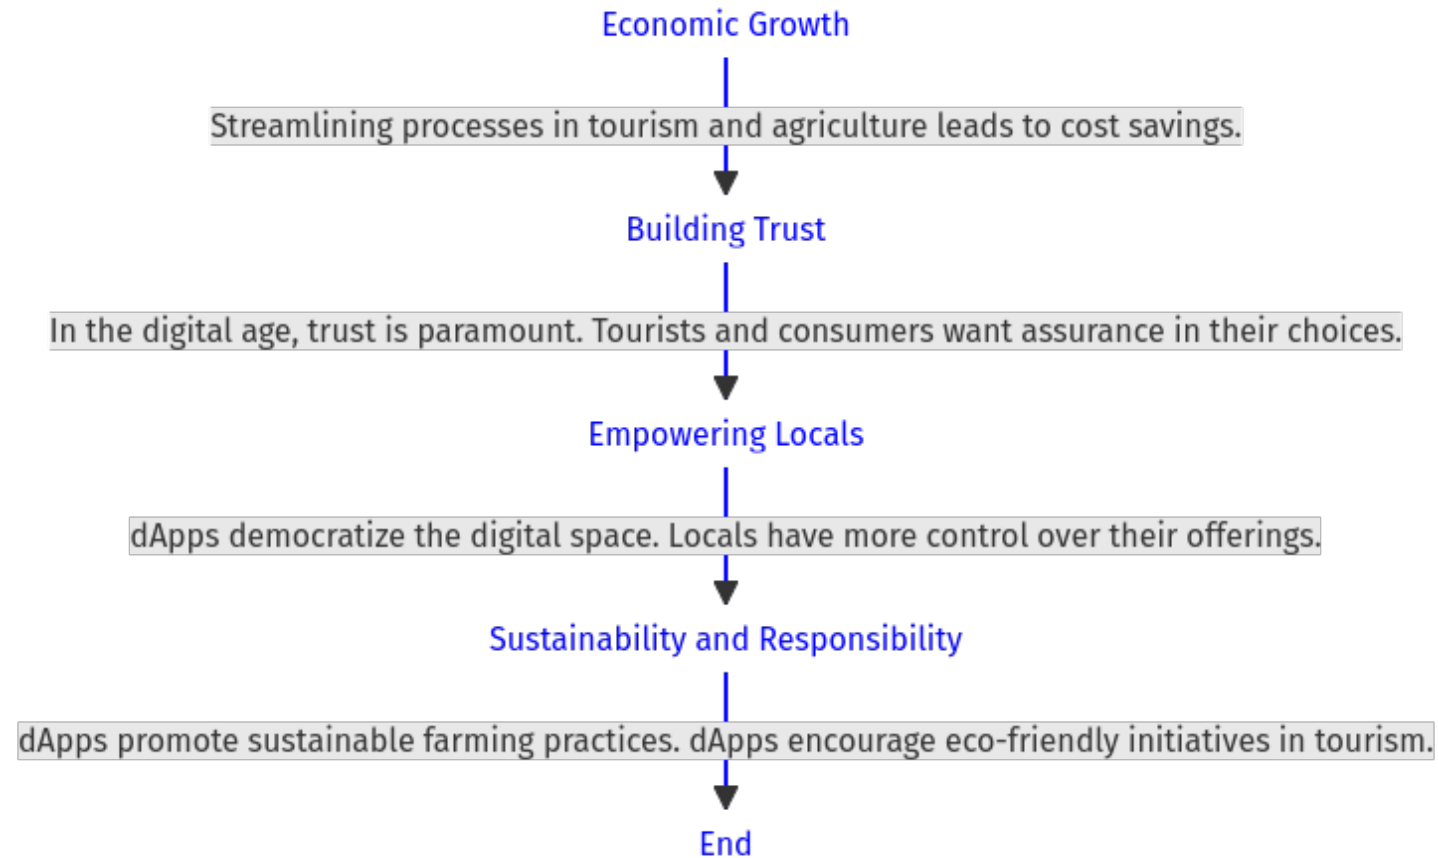 Economic Growth
Streamlining processes in tourism and agriculture leads to cost savings.
Building Trust
In the digital age, trust is paramount. Tourists and consumers want assurance in their choices.
Empowering Locals
dApps democratize the digital space. Locals have more control over their offerings.
Sustainability and Responsibility
dApps promote sustainable farming practices. dApps encourage eco-friendly initiatives in tourism.
End